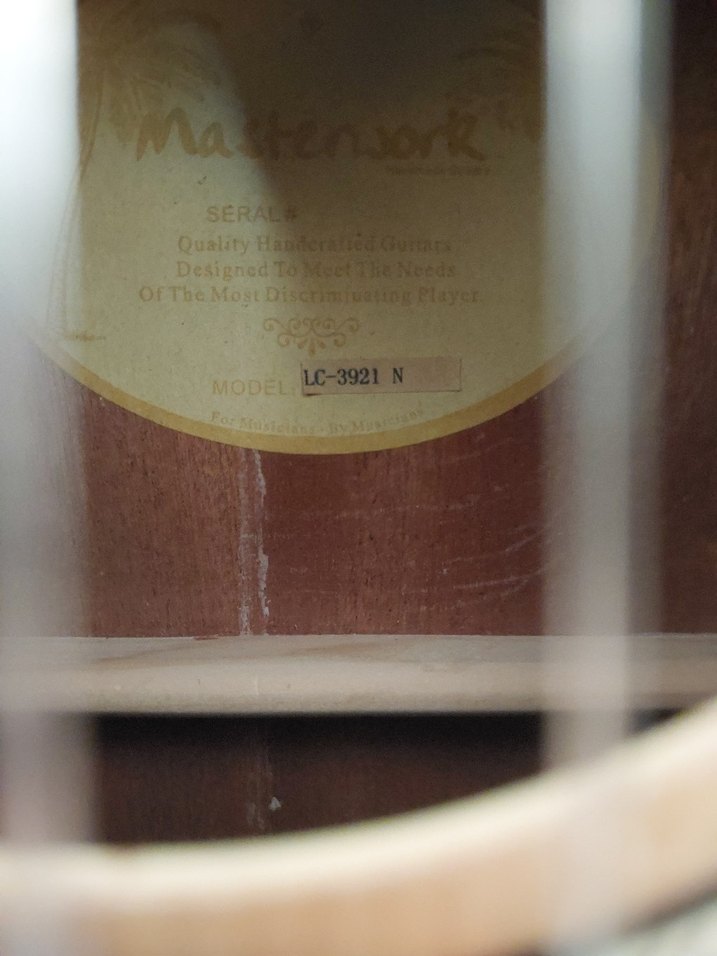 Masterwork
SERAL#
Quality Handcrafted Guitars
Designed To Meet The Needs
Of The Most Discriminating Player
MODEL: LC-3921 N
For Musicians - By Musicians